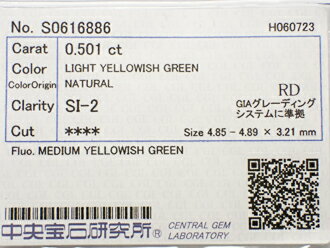 No. S0616886 H060723
Carat 0.501 ct
Color LIGHT YELLOWISH GREEN
ColorOrigin NATURAL
Clarity SI-2 RD
GIAグレーディング
システムに準拠
Cut **** Size 4.85 - 4.89 × 3.21 mm
Fluo. MEDIUM YELLOWISH GREEN
中央宝石研究所® CENTRAL GEM
LABORATORY